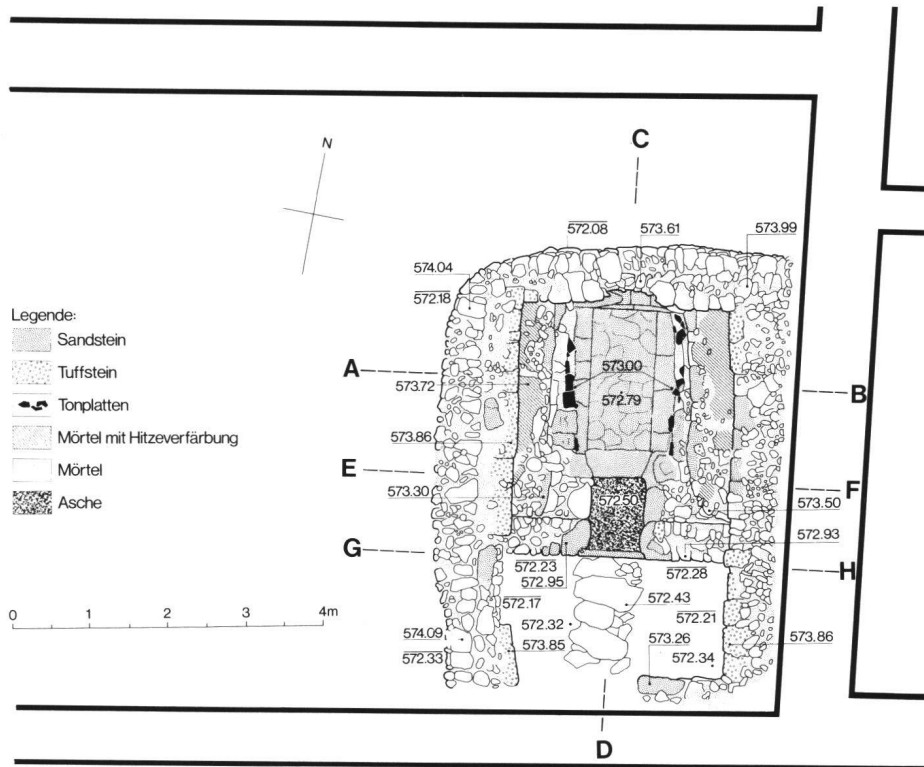 C
N
572.08
573.61
573.99
574.04
572.18
Legende:
Sandstein
Tuffstein
Tonplatten
Mörtel mit Hitzeverfärbung
Mörtel
Asche
A
573.72
573.00
572.79
B
573.86
E
573.30
572.50
F
573.50
G
572.93
572.23
572.28
H
572.95
572.17
572.43
572.21
572.32
574.09
573.85
573.26
573.86
572.33
572.34
0 1 2 3 4m
D